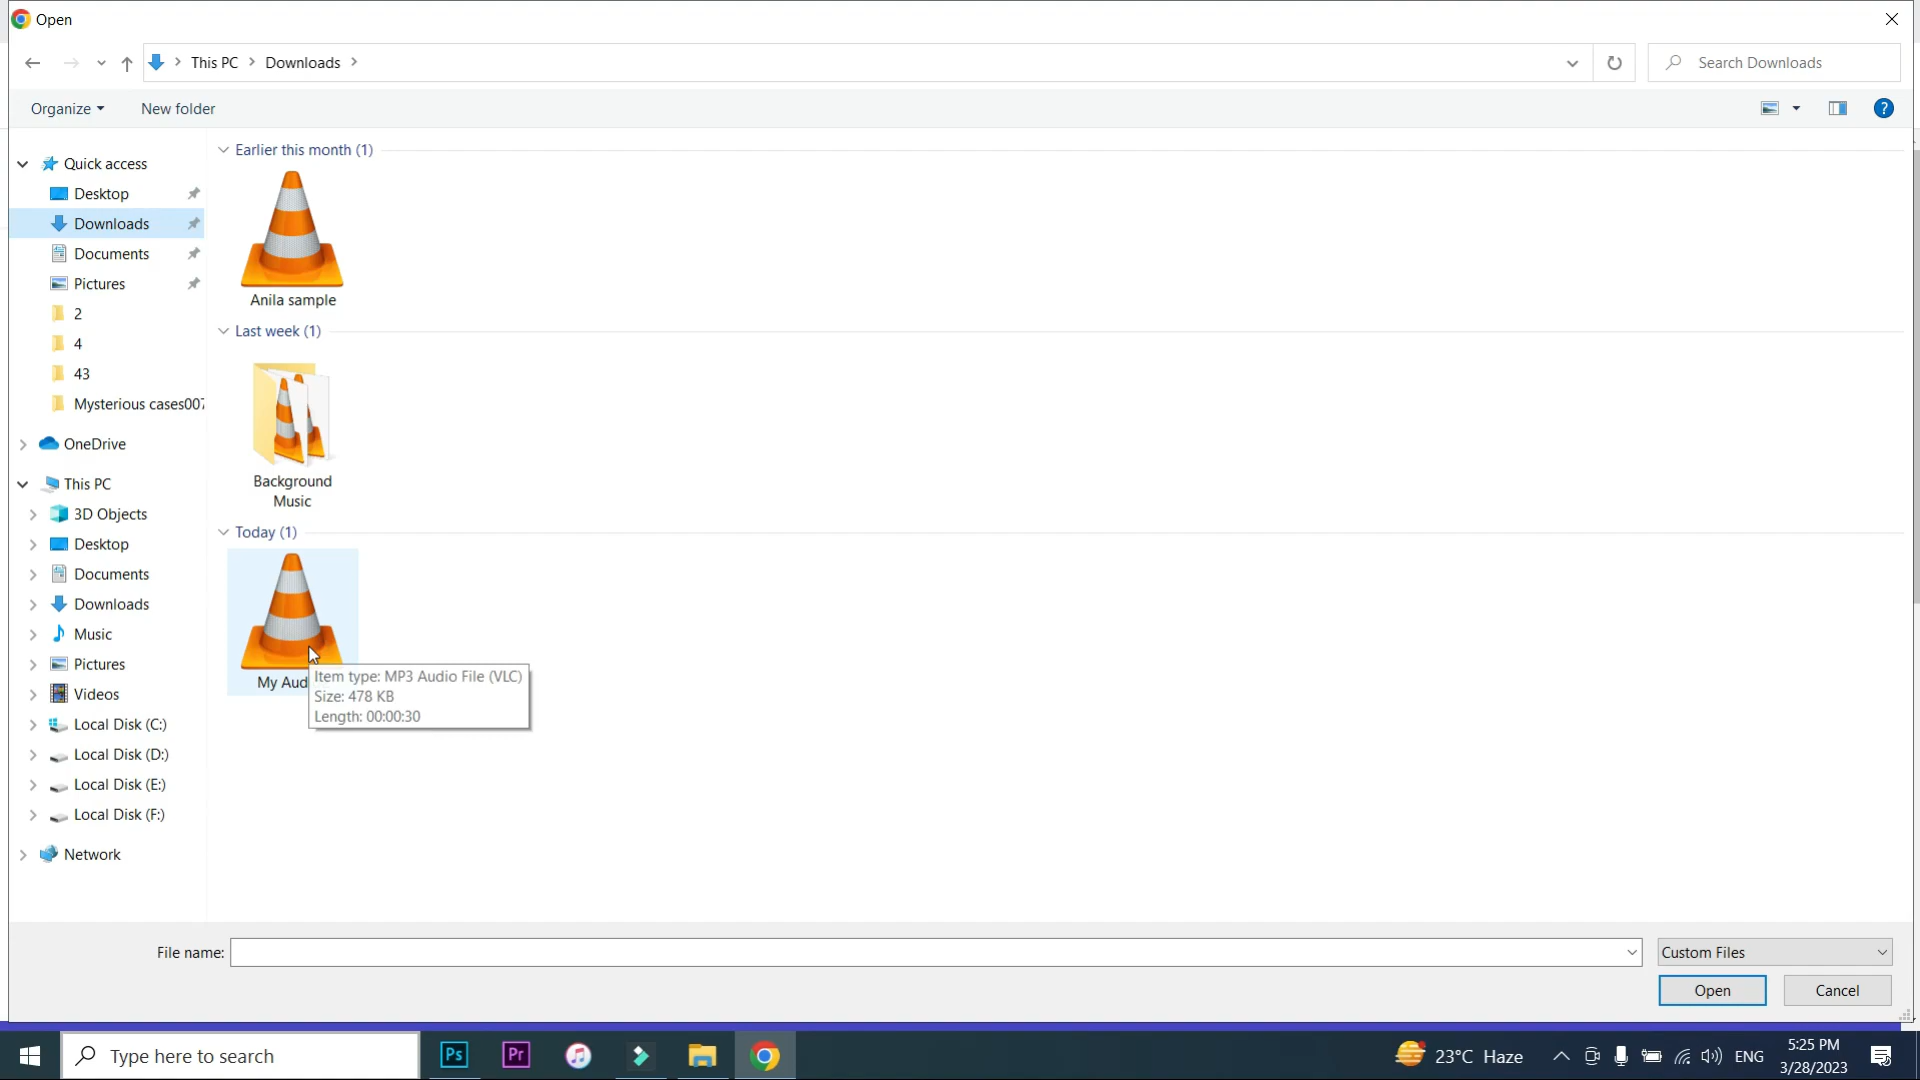 Open
This PC > Downloads >
Search Downloads
Organize
New folder
Quick access
Desktop
Downloads
Documents
Pictures
2
4
43
Mysterious cases007
OneDrive
This PC
3D Objects
Desktop
Documents
Downloads
Music
Pictures
Videos
Local Disk (C:)
Local Disk (D:)
Local Disk (E:)
Local Disk (F:)
Network
Earlier this month (1)
Anila sample
Last week (1)
Background
Music
Today (1)
My Aud
Item type: MP3 Audio File (VLC)
Size: 478 KB
Length: 00:00:30
File name:
Custom Files
Open
Cancel
Type here to search
Ps
Pr
23°C Haze
ENG
5:25 PM
3/28/2023